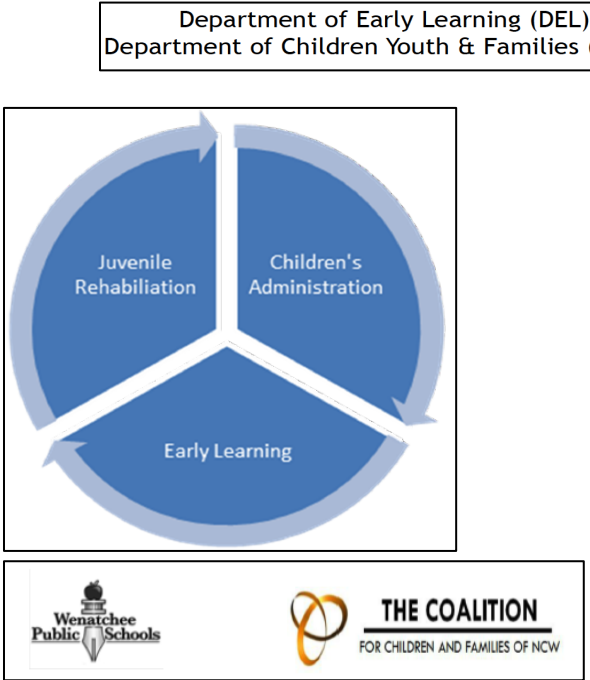 Department of Early Learning (DEL)
Department of Children Youth & Families (
Juvenile
Rehabiliation
Children's
Administration
Early Learning
Wenatchee
Public Schools
THE COALITION
FOR CHILDREN AND FAMILIES OF NCW